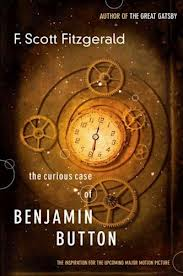 AUTHOR OF THE GREAT GATSBY
F. Scott Fitzgerald
the curious case
of
BENJAMIN
BUTTON
THE INSPIRATION FOR THE UPCOMING MAJOR MOTION PICTURE